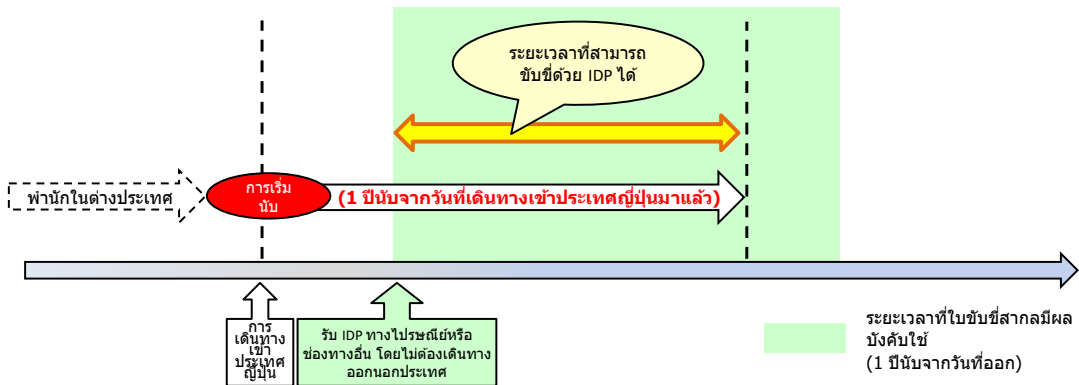 ระยะเวลาที่สามารถ
ขับขี่ด้วย IDP ได้
พำนักในต่างประเทศ
การเริ่ม
นับ
(1 ปีนับจากวันที่เดินทางเข้าประเทศญี่ปุ่นมาแล้ว)
การ
เดินทาง
เข้า
ประเทศ
ญี่ปุ่น
รับ IDP ทางไปรษณีย์หรือ
ช่องทางอื่น โดยไม่ต้องเดินทาง
ออกนอกประเทศ
ระยะเวลาที่ใบขับขี่สากลมีผล
บังคับใช้
(1 ปีนับจากวันที่ออก)